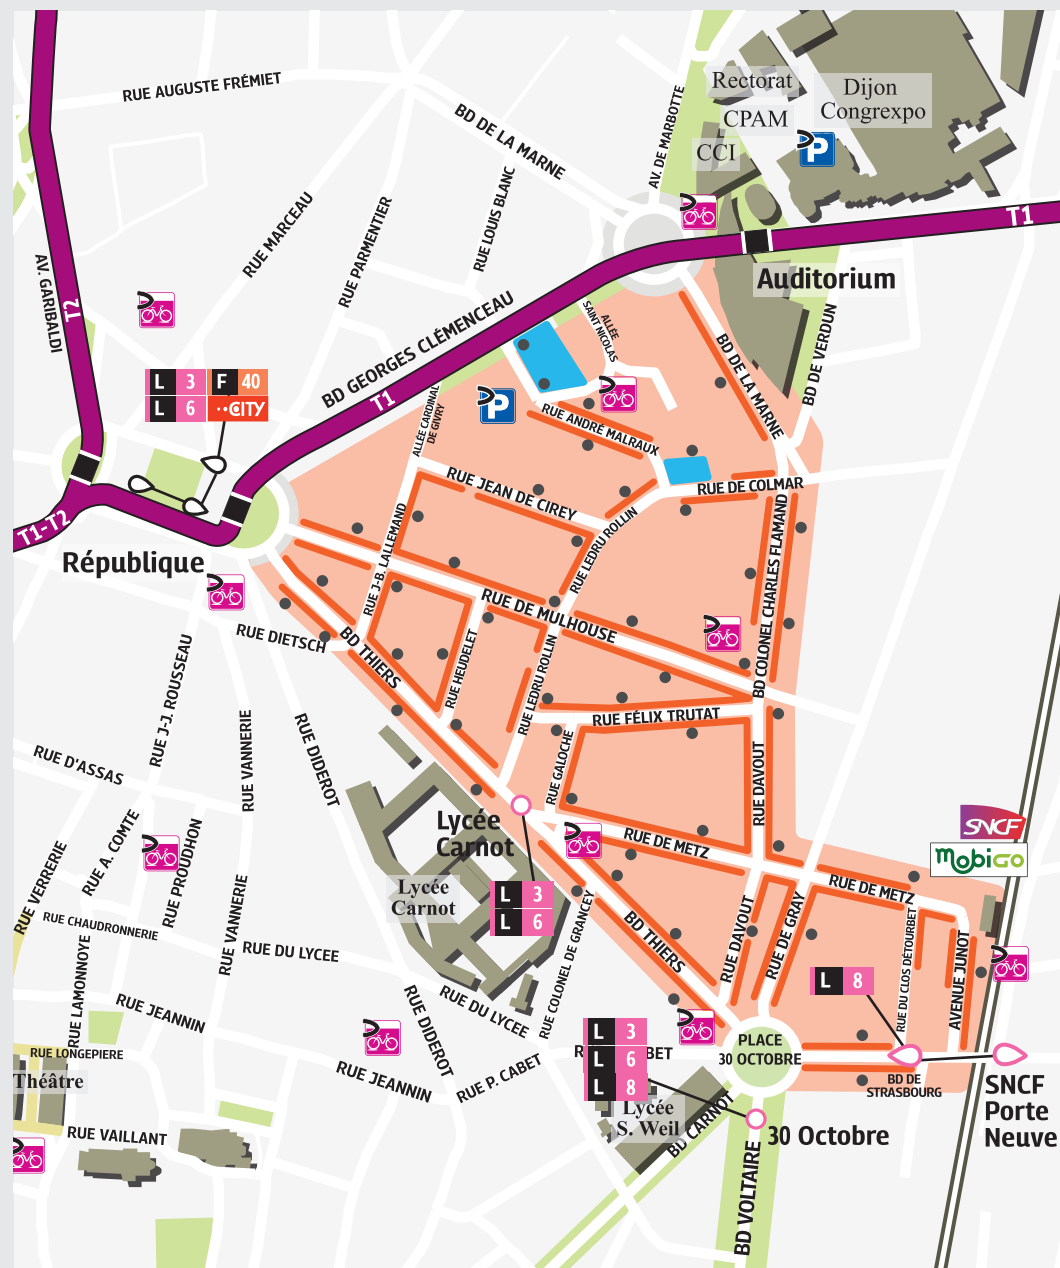 RUE AUGUSTE FRÉMIET
BD DE LA MARNE
AV. DE MARBOTTE
Rectorat
CPAM
CCI
Dijon
Congrexpo
P
T1
Auditorium
RUE MARCEAU
RUE PARMENTIER
RUE LOUIS BLANC
AV. GARIBALDI
T2
BD GEORGES CLÉMENCEAU
T1
ALLÉE
SAINT NICOLAS
BD DE LA MARNE
BD DE VERDUN
L 3 F 40
L 6 ••CITY
P
ALLÉE CARDINAL
DE GIVRY
RUE ANDRÉ MALRAUX
RUE JEAN DE CIREY
RUE DE COLMAR
T1-T2
République
RUE J-B. LALLEMAND
RUE LEDRU ROLLIN
RUE DE MULHOUSE
BD COLONEL CHARLES FLAMAND
RUE DIETSCH
BD THIERS
RUE HEUDELET
RUE LEDRU ROLLIN
RUE FÉLIX TRUTAT
RUE J-J. ROUSSEAU
RUE VANNERIE
RUE DIDEROT
RUE GALOCHE
RUE DAVOUT
RUE D'ASSAS
RUE A. COMTE
RUE PROUDHON
RUE VERRERIE
Lycée
Carnot
RUE DE METZ
SNCF
MobiGO
RUE DE METZ
Lycée
Carnot
L 3
L 6
RUE CHAUDRONNERIE
RUE VANNERIE
RUE DU LYCEE
RUE COLONEL DE GRANCEY
BD THIERS
RUE DAVOUT
RUE DE GRAY
RUE DU CLOS DÉTOURBET
AVENUE JUNOT
L 8
RUE LAMONNOYE
RUE JEANNIN
RUE DIDEROT
RUE DU LYCEE
RUE LONGEPIERE
Théâtre
RUE JEANNIN
RUE P. CABET
L 3
L 6
L 8
BET
PLACE
30 OCTOBRE
BD DE
STRASBOURG
SNCF
Porte
Neuve
Lycée
S. Weil
BD CARNOT
30 Octobre
RUE VAILLANT
BD VOLTAIRE